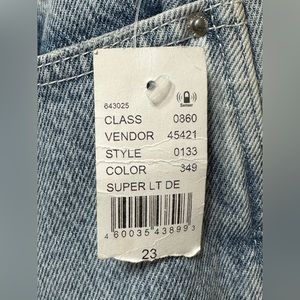 843025
Sensor
CLASS 0860
VENDOR 45421
STYLE 0133
COLOR 349
SUPER LT DE
4 60035 43899 3
23